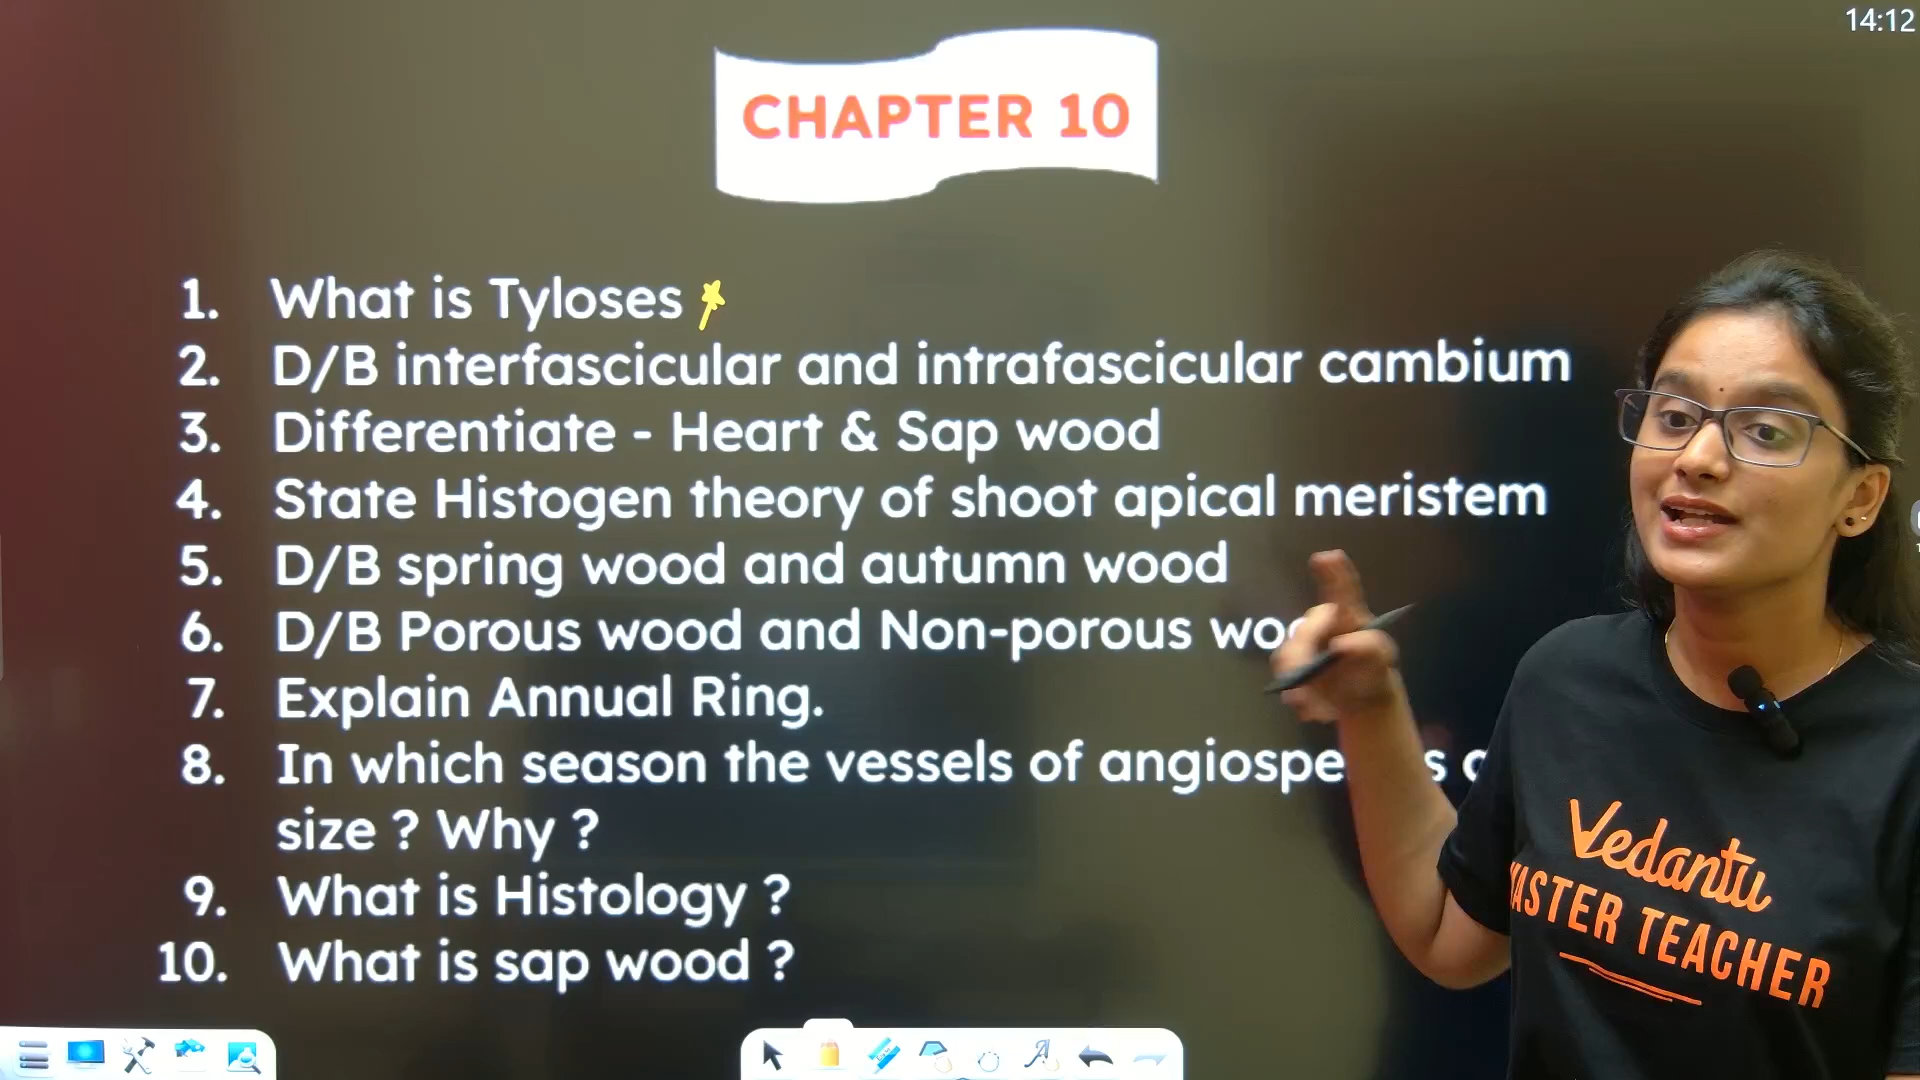 14:12
CHAPTER 10
1. What is Tyloses
2. D/B interfascicular and intrafascicular cambium
3. Differentiate - Heart & Sap wood
4. State Histogen theory of shoot apical meristem
5. D/B spring wood and autumn wood
6. D/B Porous wood and Non-porous
7. Explain Annual Ring.
8. In which season the vessels of
size ? Why ?
9. What is Histology ?
10. What is sap wood ?
Vedantu
MASTER TEACHER